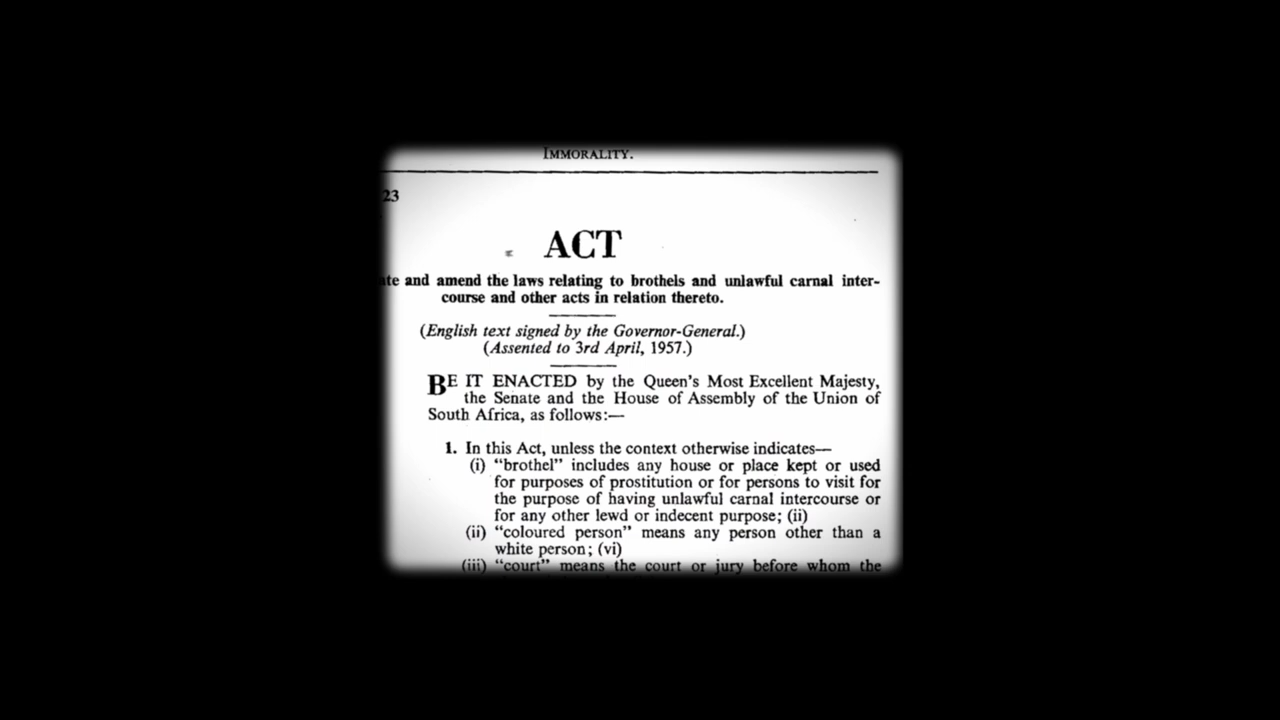 IMMORALITY.
23
ACT
and amend the laws relating to brothels and unlawful carnal inter-
course and other acts in relation thereto.
(English text signed by the Governor-General.)
(Assented to 3rd April, 1957.)
BE IT ENACTED by the Queen's Most Excellent Majesty,
the Senate and the House of Assembly of the Union of
South Africa, as follows:—
1. In this Act, unless the context otherwise indicates—
(i) "brothel" includes any house or place kept or used
for purposes of prostitution or for persons to visit for
the purpose of having unlawful carnal intercourse or
for any other lewd or indecent purpose; (ii)
(ii) "coloured person" means any person other than a
white person; (vi)
(iii) "court" means the court or jury before whom the